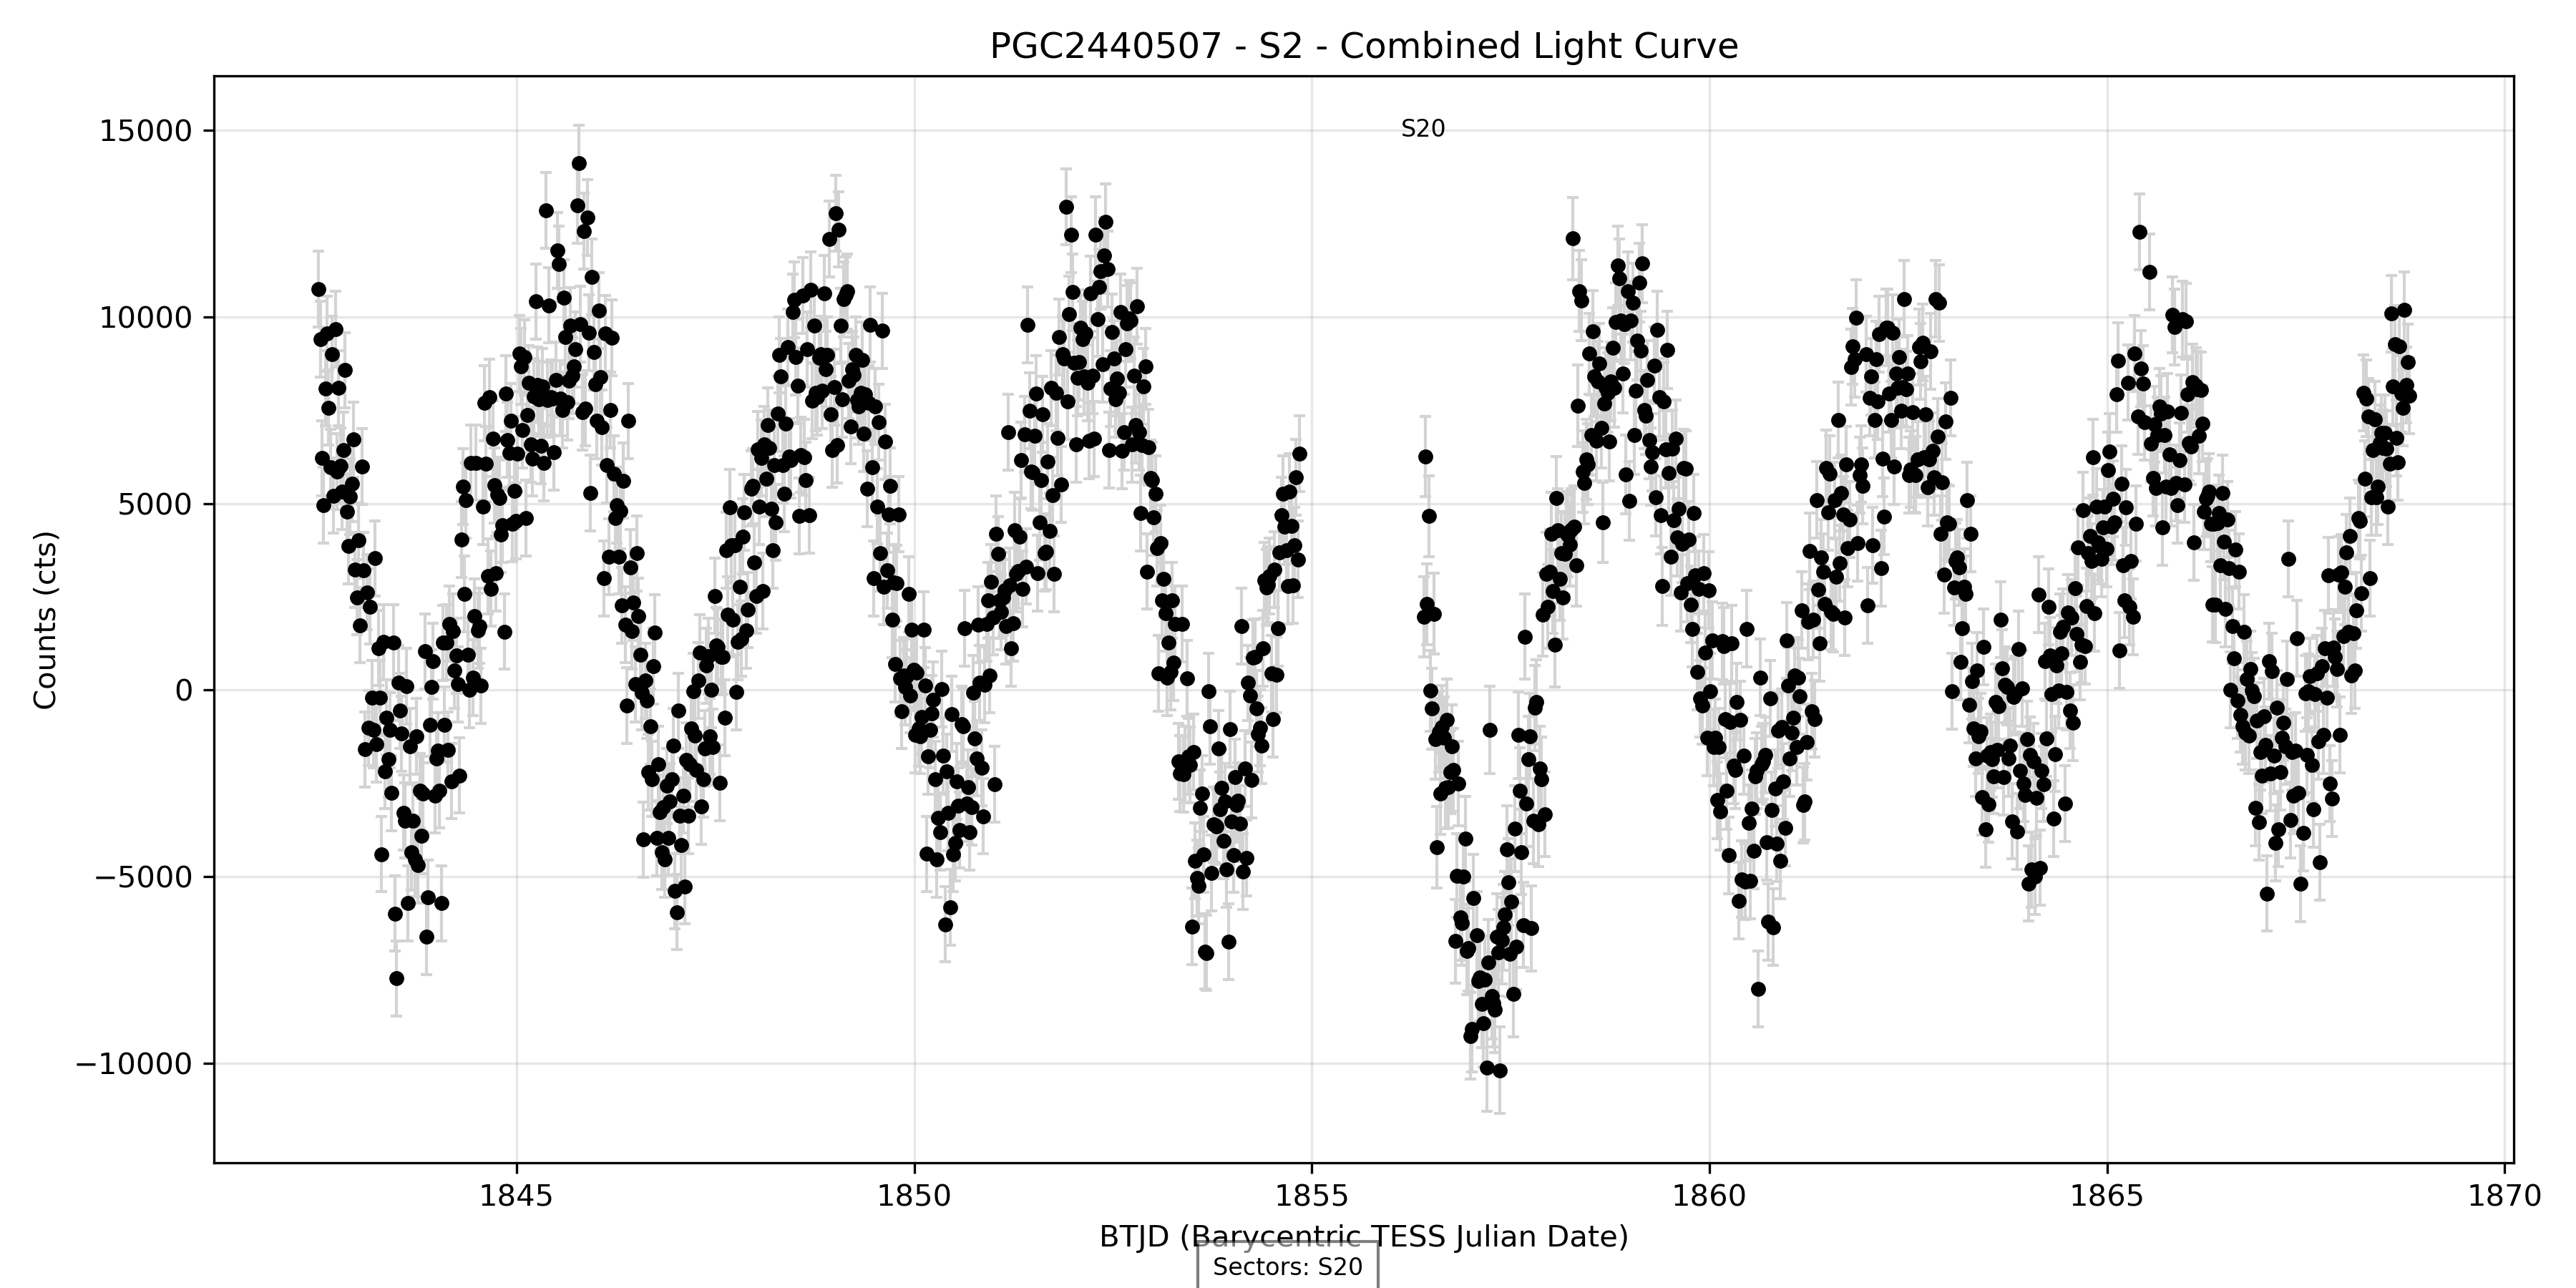 PGC2440507 - S2 - Combined Light Curve
S20
15000
10000
5000
0
−5000
−10000
Counts (cts)
1845
1850
1855
1860
1865
1870
BTJD (Barycentric TESS Julian Date)
Sectors: S20